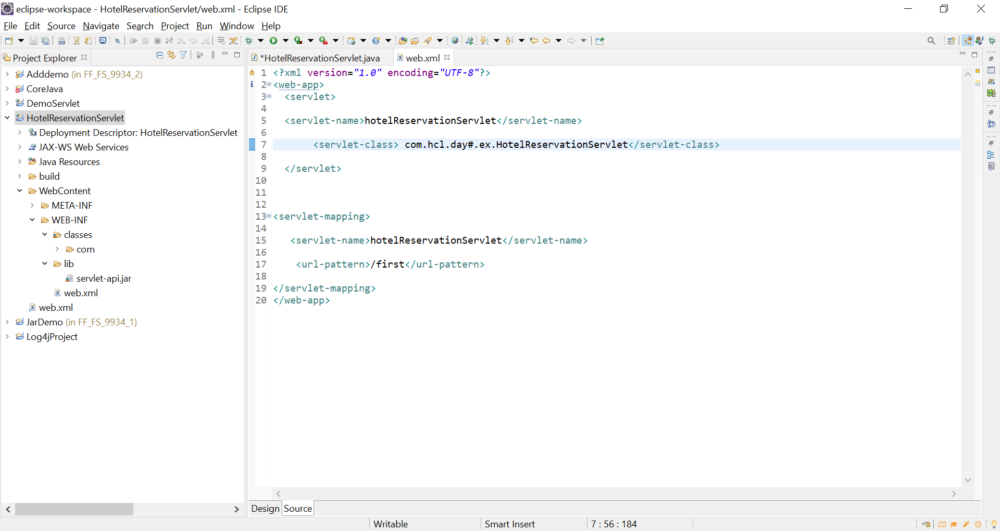 eclipse-workspace - HotelReservationServlet/web.xml - Eclipse IDE
File Edit Source Navigate Search Project Run Window Help
Project Explorer
*HotelReservationServlet.java
web.xml
Adddemo (in FF_FS_9934_2)
CoreJava
DemoServlet
HotelReservationServlet
Deployment Descriptor: HotelReservationServlet
JAX-WS Web Services
Java Resources
build
WebContent
META-INF
WEB-INF
classes
com
lib
servlet-api.jar
web.xml
web.xml
JarDemo (in FF_FS_9934_1)
Log4jProject
1 <?xml version="1.0" encoding="UTF-8"?>
2 <web-app>
3 <servlet>
4
5 <servlet-name>hotelReservationServlet</servlet-name>
6
7 <servlet-class> com.hcl.day#.ex.HotelReservationServlet</servlet-class>
8
9 </servlet>
10
11
12
13 <servlet-mapping>
14
15 <servlet-name>hotelReservationServlet</servlet-name>
16
17 <url-pattern>/first</url-pattern>
18
19 </servlet-mapping>
20 </web-app>
Design Source
Writable
Smart Insert
7 : 56 : 184